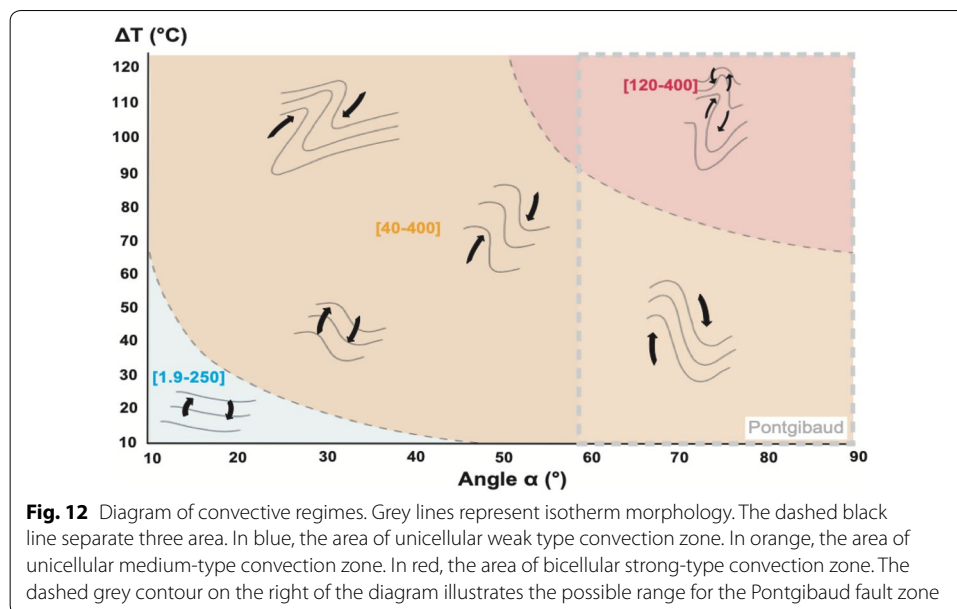 ΔT (°C)
120
110
100
90
80
70
60
50
40
30
20
10
[120-400]
[40-400]
[1.9-250]
Pontgibaud
10 20 30 40 50 60 70 80 90
Angle α (°)
Fig. 12 Diagram of convective regimes. Grey lines represent isotherm morphology. The dashed black
line separate three area. In blue, the area of unicellular weak type convection zone. In orange, the area of
unicellular medium-type convection zone. In red, the area of bicellular strong-type convection zone. The
dashed grey contour on the right of the diagram illustrates the possible range for the Pontgibaud fault zone